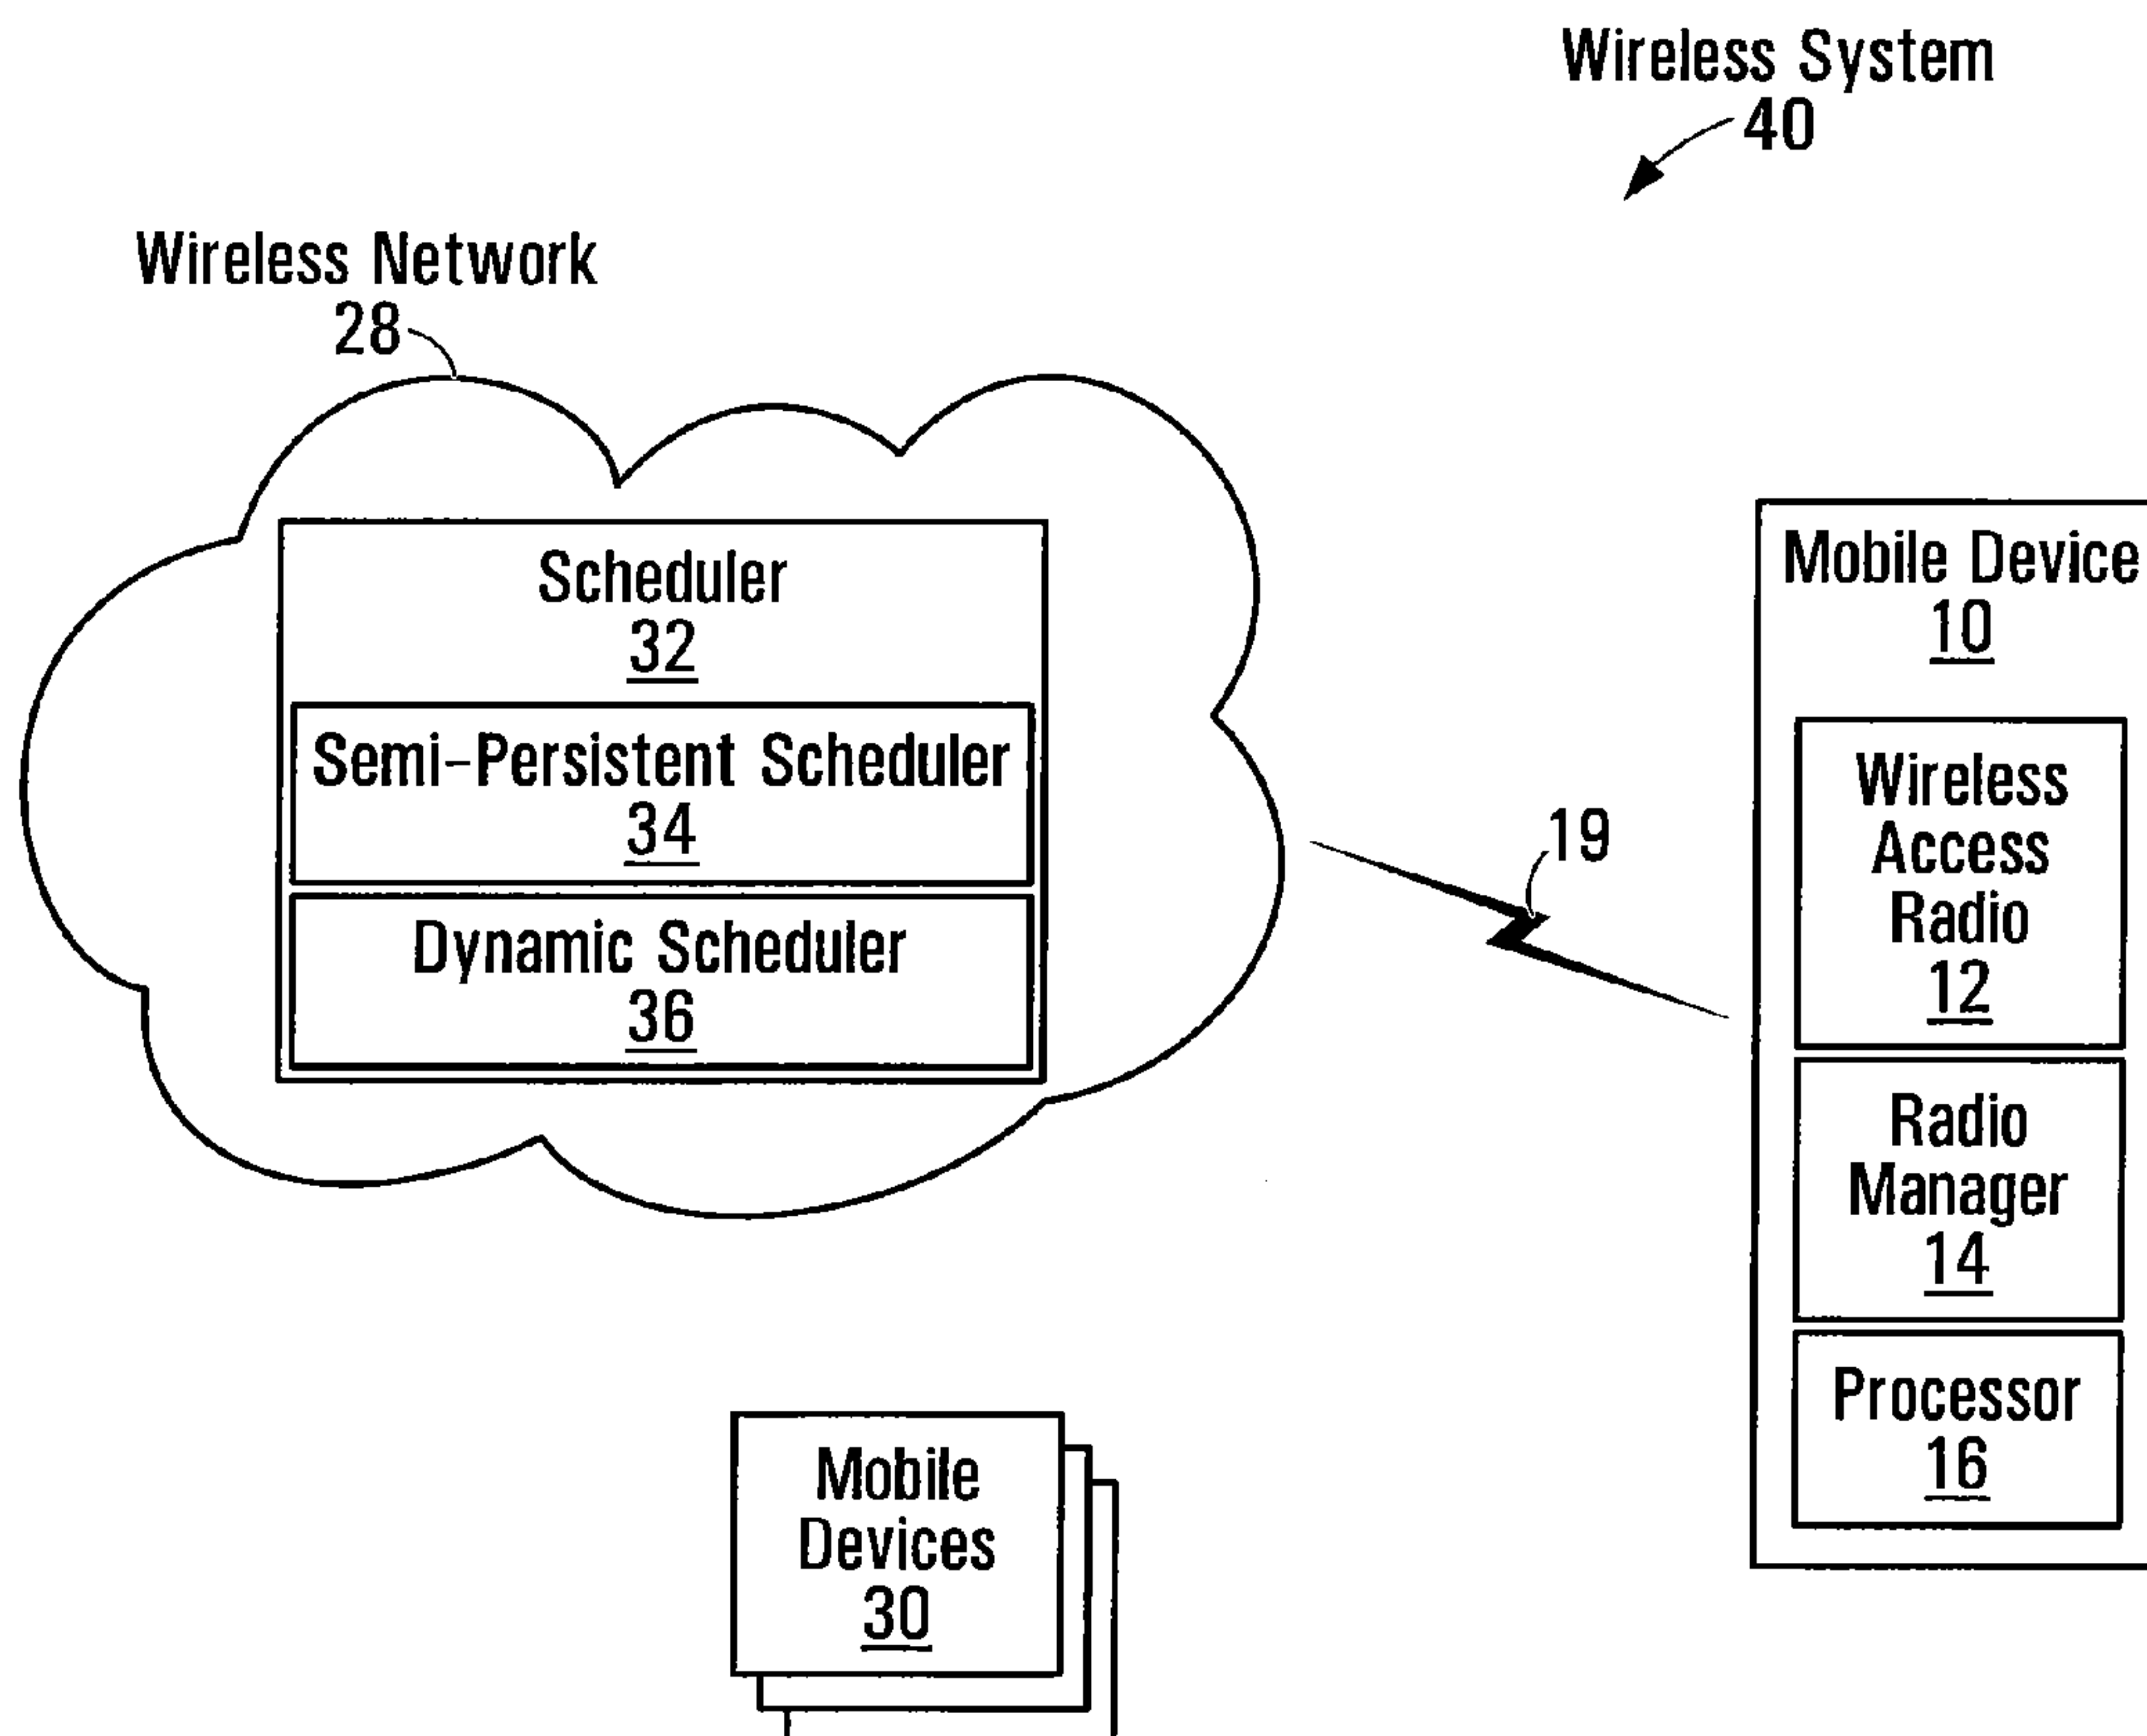 Wireless System
40
Wireless Network
28
Scheduler
32
Semi-Persistent Scheduler
34
Dynamic Scheduler
36
19
Mobile Device
10
Wireless
Access
Radio
12
Radio
Manager
14
Processor
16
Mobile
Devices
30